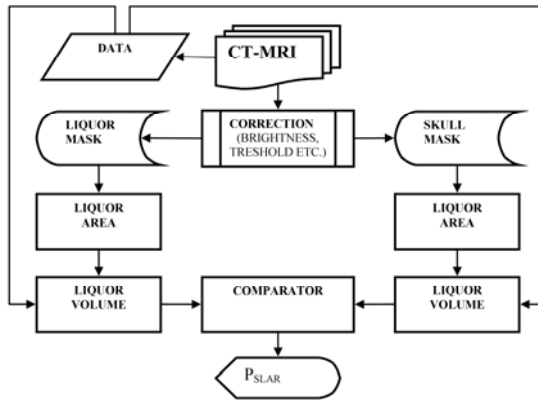 DATA
CT-MRI
LIQUOR
MASK
CORRECTION
(BRIGHTNESS,
TRESHOLD ETC.)
SKULL
MASK
LIQUOR
AREA
LIQUOR
AREA
LIQUOR
VOLUME
COMPARATOR
LIQUOR
VOLUME
PSLAR